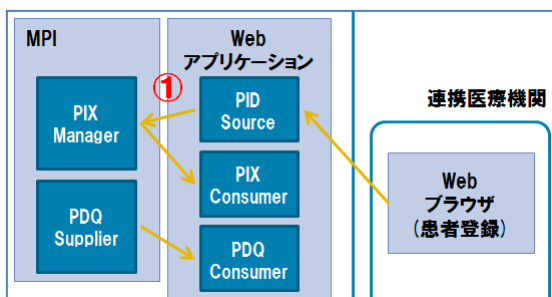 MPI
PIX
Manager
PDQ
Supplier
①
Web
アプリケーション
PID
Source
PIX
Consumer
PDQ
Consumer
連携医療機関
Web
ブラウザ
(患者登録)